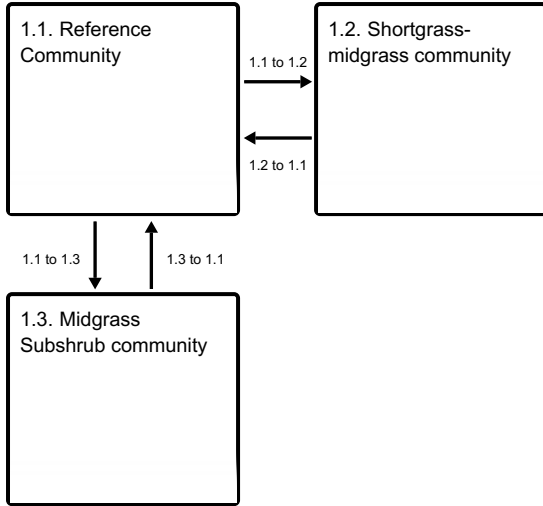 1.1. Reference
Community
1.2. Shortgrass-
midgrass community
1.1 to 1.2
1.2 to 1.1
1.1 to 1.3
1.3 to 1.1
1.3. Midgrass
Subshrub community